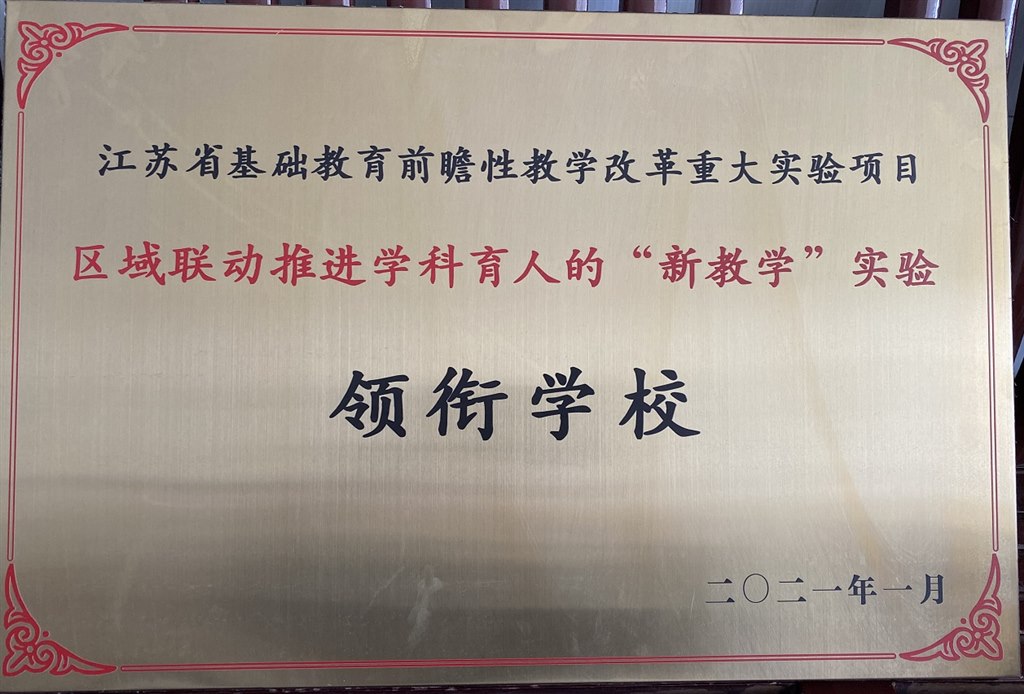 江苏省基础教育前瞻性教学改革重大实验项目
区域联动推进学科育人的“新教学”实验
领衔学校
二〇二一年一月